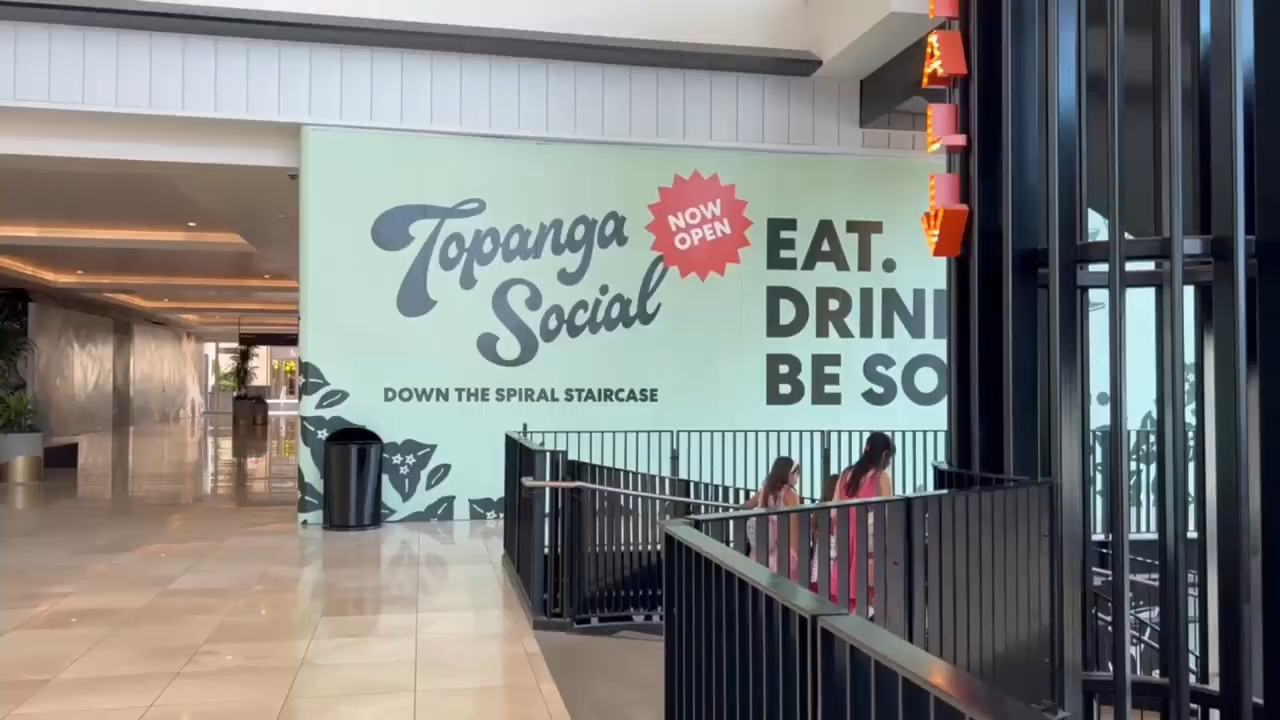 Topanga
Social
NOW
OPEN
DOWN THE SPIRAL STAIRCASE
EAT.
DRIN
BE SO